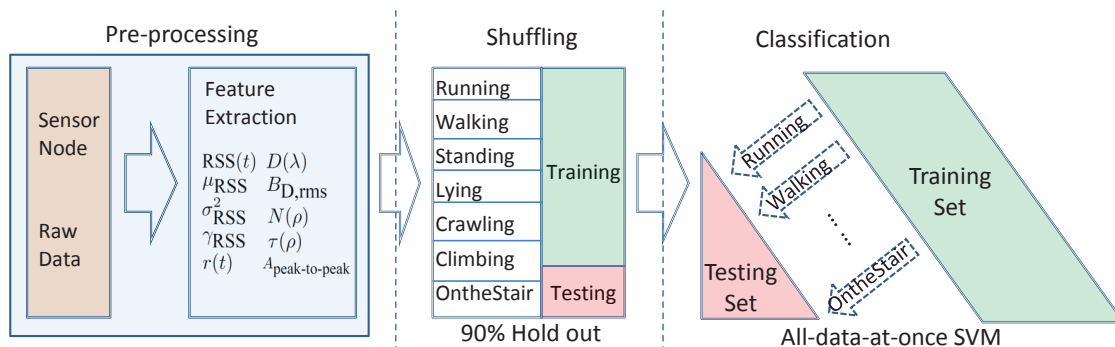 Pre-processing
Sensor
Node
Raw
Data
Feature
Extraction
RSS(t) D(λ)
μRSS BD,rms
σ²RSS N(ρ)
γRSS τ(ρ)
r(t) Apeak-to-peak
Shuffling
Running
Walking
Standing
Lying
Crawling
Climbing
OntheStair
Training
Testing
90% Hold out
Classification
Running
Walking
......
OntheStair
Training
Set
Testing
Set
All-data-at-once SVM